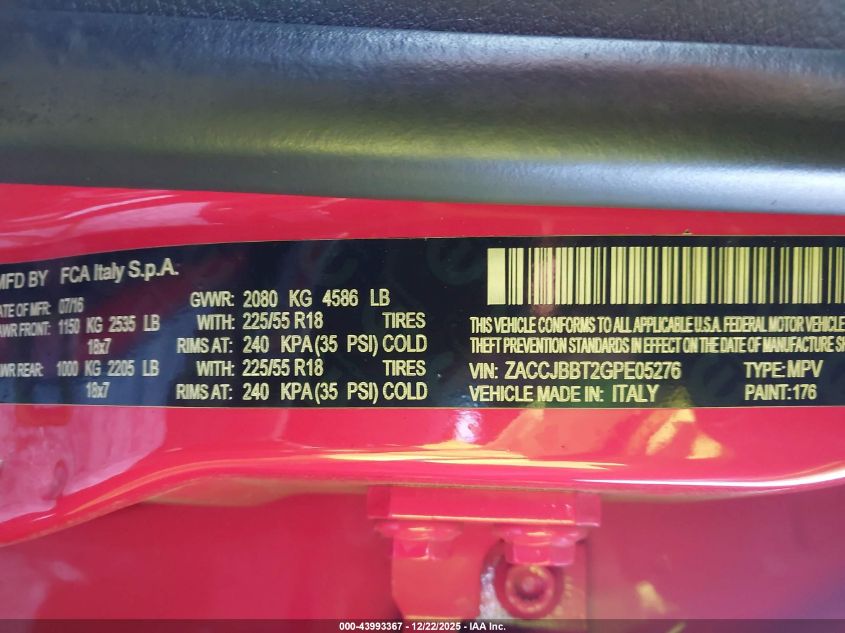 MFD BY FCA Italy S.p.A.
DATE OF MFR: 07/16 GVWR: 2080 KG 4586 LB
AWR FRONT: 1150 KG 2535 LB WITH: 225/55 R18 TIRES
18x7 RIMS AT: 240 KPA(35 PSI) COLD
AWR REAR: 1000 KG 2205 LB WITH: 225/55 R18 TIRES
18x7 RIMS AT: 240 KPA(35 PSI) COLD
THIS VEHICLE CONFORMS TO ALL APPLICABLE U.S.A. FEDERAL MOTOR VEHICLE
THEFT PREVENTION STANDARDS IN EFFECT ON THE DATE OF MANUFACTURE SH
VIN: ZACCJBBT2GPE05276 TYPE: MPV
VEHICLE MADE IN: ITALY PAINT: 176
000-43993367 - 12/22/2025 - IAA Inc.